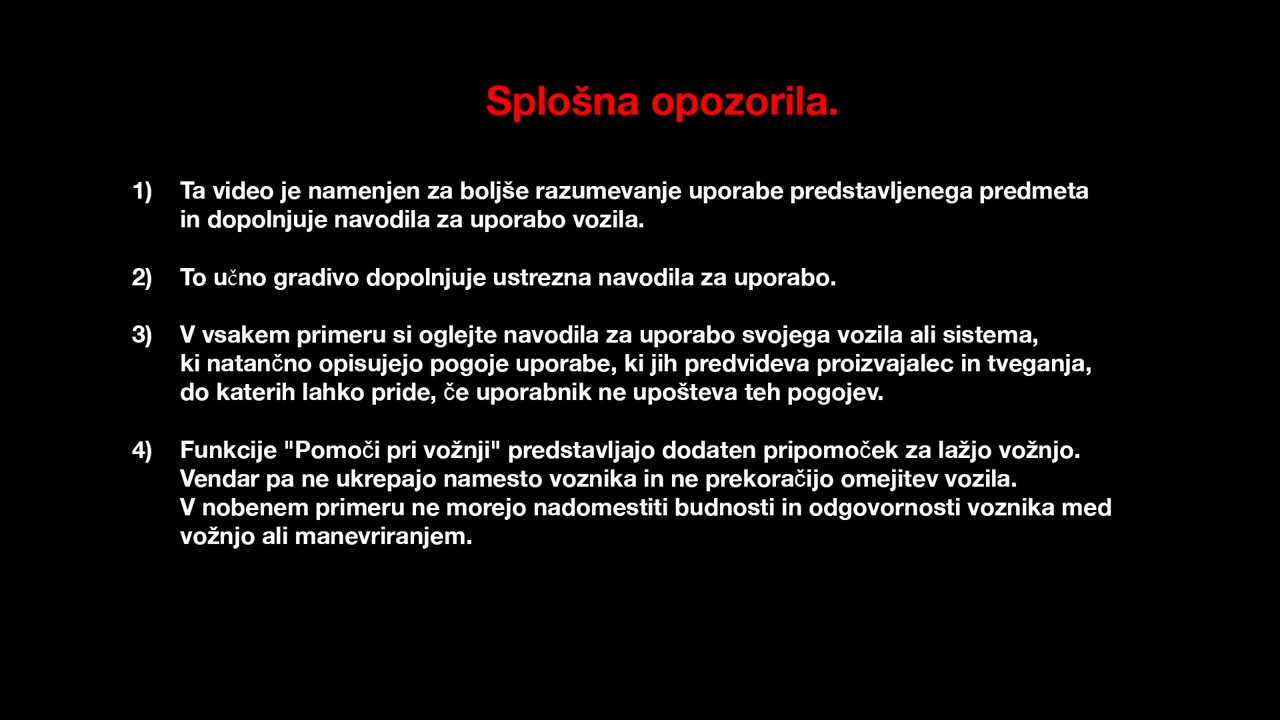 Splošna opozorila.
1) Ta video je namenjen za boljše razumevanje uporabe predstavljenega predmeta
in dopolnjuje navodila za uporabo vozila.
2) To učno gradivo dopolnjuje ustrezna navodila za uporabo.
3) V vsakem primeru si oglejte navodila za uporabo svojega vozila ali sistema,
ki natančno opisujejo pogoje uporabe, ki jih predvideva proizvajalec in tveganja,
do katerih lahko pride, če uporabnik ne upošteva teh pogojev.
4) Funkcije "Pomoči pri vožnji" predstavljajo dodaten pripomoček za lažjo vožnjo.
Vendar pa ne ukrepajo namesto voznika in ne prekoračijo omejitev vozila.
V nobenem primeru ne morejo nadomestiti budnosti in odgovornosti voznika med
vožnjo ali manevriranjem.